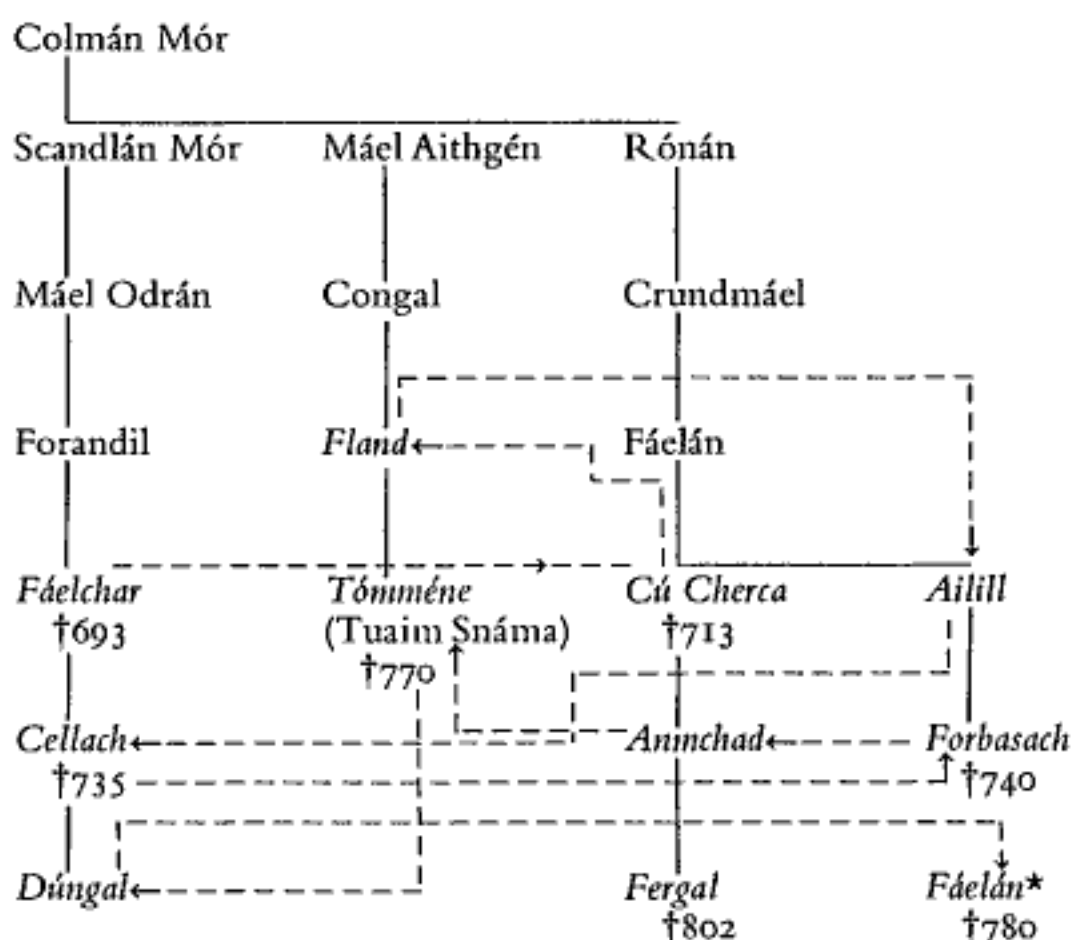 Colmán Mór
Scandlán Mór Máel Aithgén Rónán
Máel Odrán Congal Crundmáel
Forandil Fland Fáelán
Fáelchar Tómméne Cú Cherca Ailill
†693 (Tuaim Snáma) †713
†770
Cellach Anmchad Forbasach
†735 †740
Dúngal Fergal Fáelán*
†802 †780